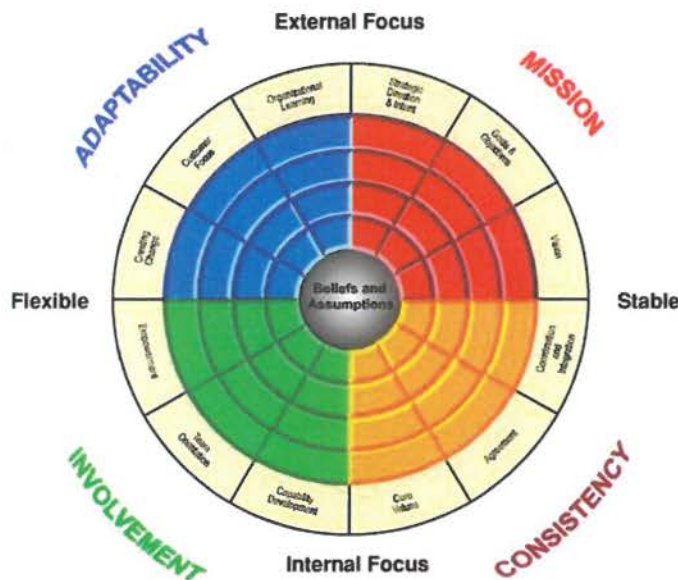 External Focus
ADAPTABILITY
MISSION
Organizational
Learning
Strategic
Direction
& Intent
Customer
Focus
Goals &
Objectives
Creating
Change
Vision
Flexible
Beliefs and
Assumptions
Stable
Empowerment
Coordination
and
Integration
Team
Orientation
Agreement
Capability
Development
Core
Values
INVOLVEMENT
CONSISTENCY
Internal Focus